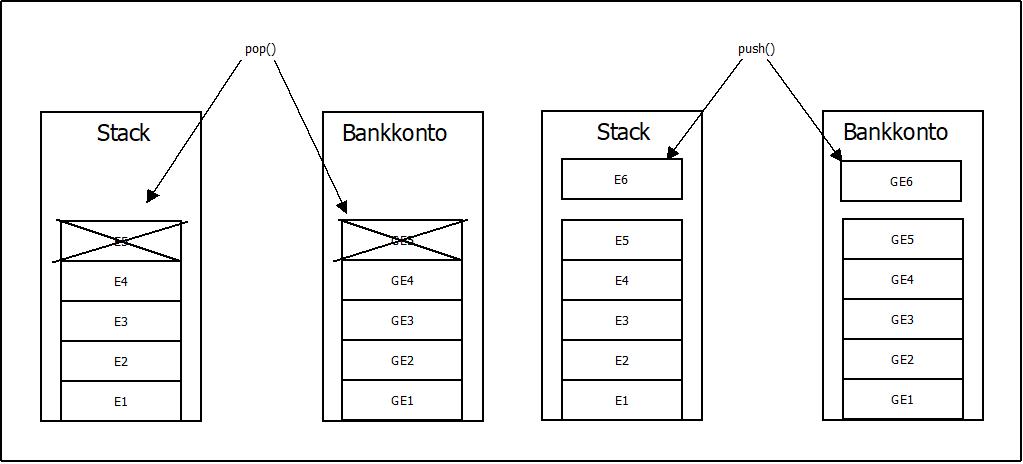 pop()
push()
Stack
Bankkonto
Stack
Bankkonto
E6
GE6
E5
GE5
E5
GE5
E4
GE4
E4
GE4
E3
GE3
E3
GE3
E2
GE2
E2
GE2
E1
GE1
E1
GE1